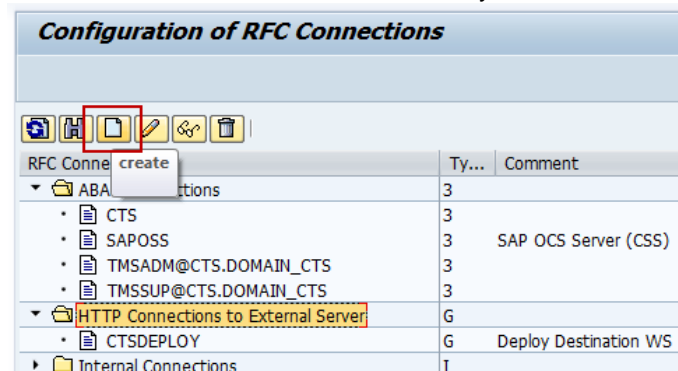 Configuration of RFC Connections
RFC Conne
create
Ty... Comment
ABA ctions 3
CTS 3
SAPOSS 3 SAP OCS Server (CSS)
TMSADM@CTS.DOMAIN_CTS 3
TMSSUP@CTS.DOMAIN_CTS 3
HTTP Connections to External Server G
CTSDEPLOY G Deploy Destination WS
Internal Connections I